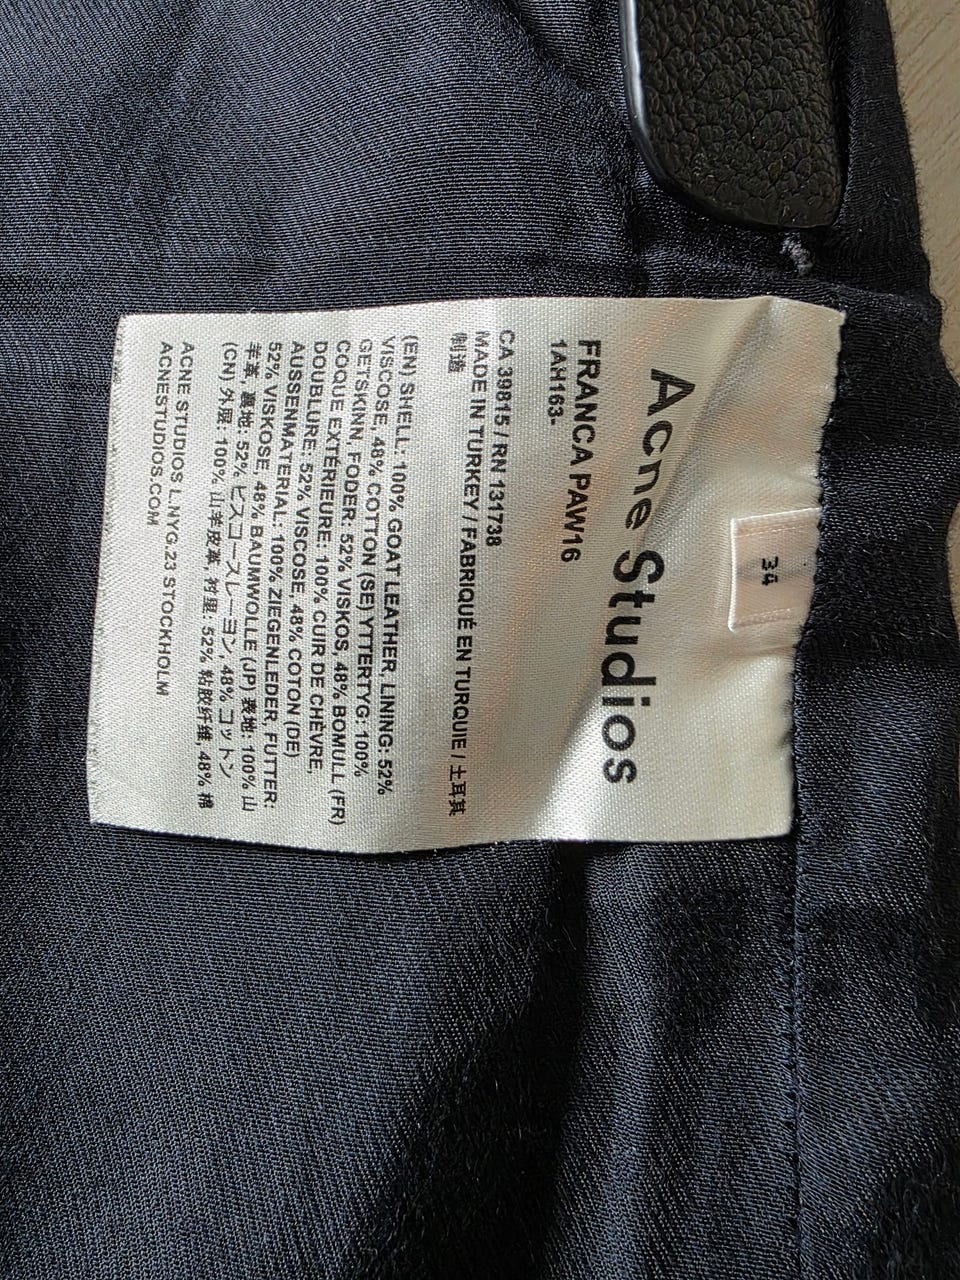 34
Acne Studios
FRANCA PAW16
1AH163-
CA 39815 / RN 131738
MADE IN TURKEY / FABRIQUÉ EN TURQUIE / 土耳其
制造
(EN) SHELL: 100% GOAT LEATHER, LINING: 52%
VISCOSE, 48% COTTON (SE) YTTERTYG: 100%
GETSKINN, FODER: 52% VISKOS, 48% BOMULL (FR)
COQUE EXTÉRIEURE: 100% CUIR DE CHÈVRE,
DOUBLURE: 52% VISCOSE, 48% COTON (DE)
AUSSENMATERIAL: 100% ZIEGENLEDER, FUTTER:
52% VISKOSE, 48% BAUMWOLLE (JP) 表地: 100% 山
羊革, 裏地: 52% ビスコースレーヨン, 48% コットン
(CN) 外层: 100% 山羊皮革, 衬里: 52% 粘胶纤维, 48% 棉
ACNE STUDIOS L.NYG.23 STOCKHOLM
ACNESTUDIOS.COM